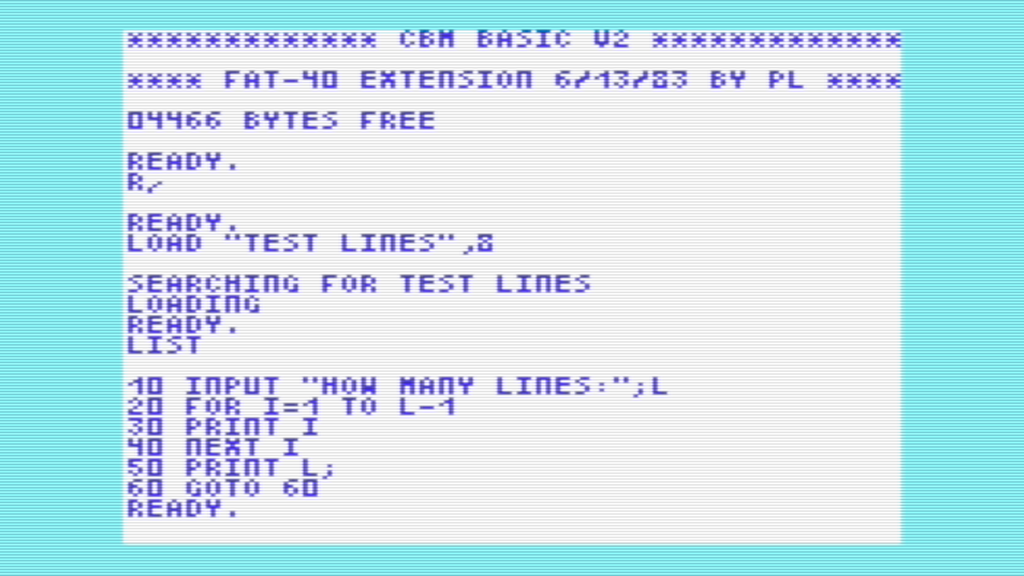 ************* CBM BASIC V2 *************
**** FAT-40 EXTENSION 6/13/83 BY PL ****
04466 BYTES FREE
READY.
R,
READY.
LOAD "TEST LINES",8
SEARCHING FOR TEST LINES
LOADING
READY.
LIST
10 INPUT "HOW MANY LINES:";L
20 FOR I=1 TO L-1
30 PRINT I
40 NEXT I
50 PRINT L;
60 GOTO 60
READY.